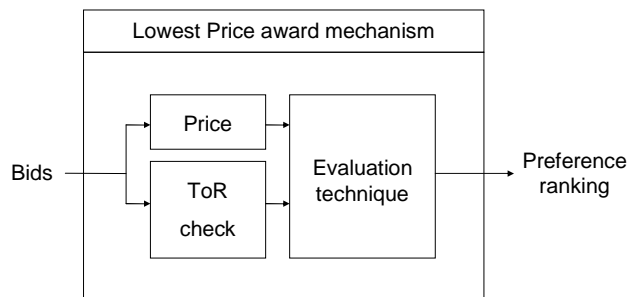 Lowest Price award mechanism
Bids
Price
ToR
check
Evaluation
technique
Preference
ranking